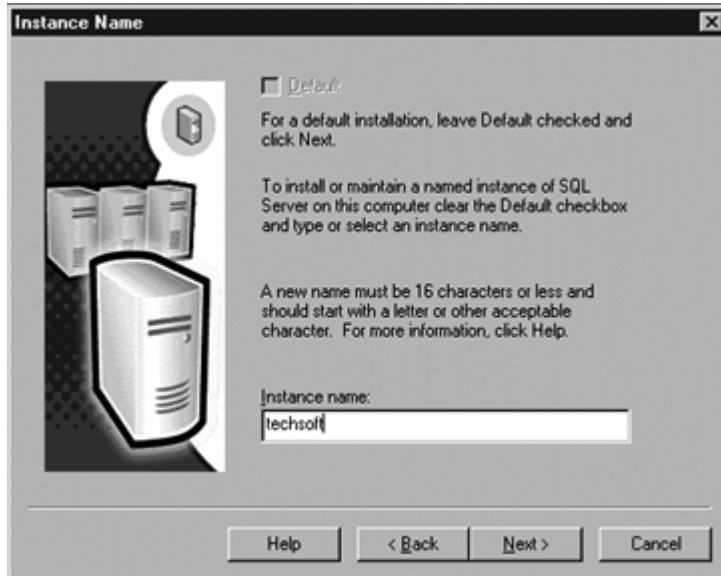 Instance Name
Default
For a default installation, leave Default checked and
click Next.
To install or maintain a named instance of SQL
Server on this computer clear the Default checkbox
and type or select an instance name.
A new name must be 16 characters or less and
should start with a letter or other acceptable
character. For more information, click Help.
Instance name:
techsoft
Help < Back Next > Cancel